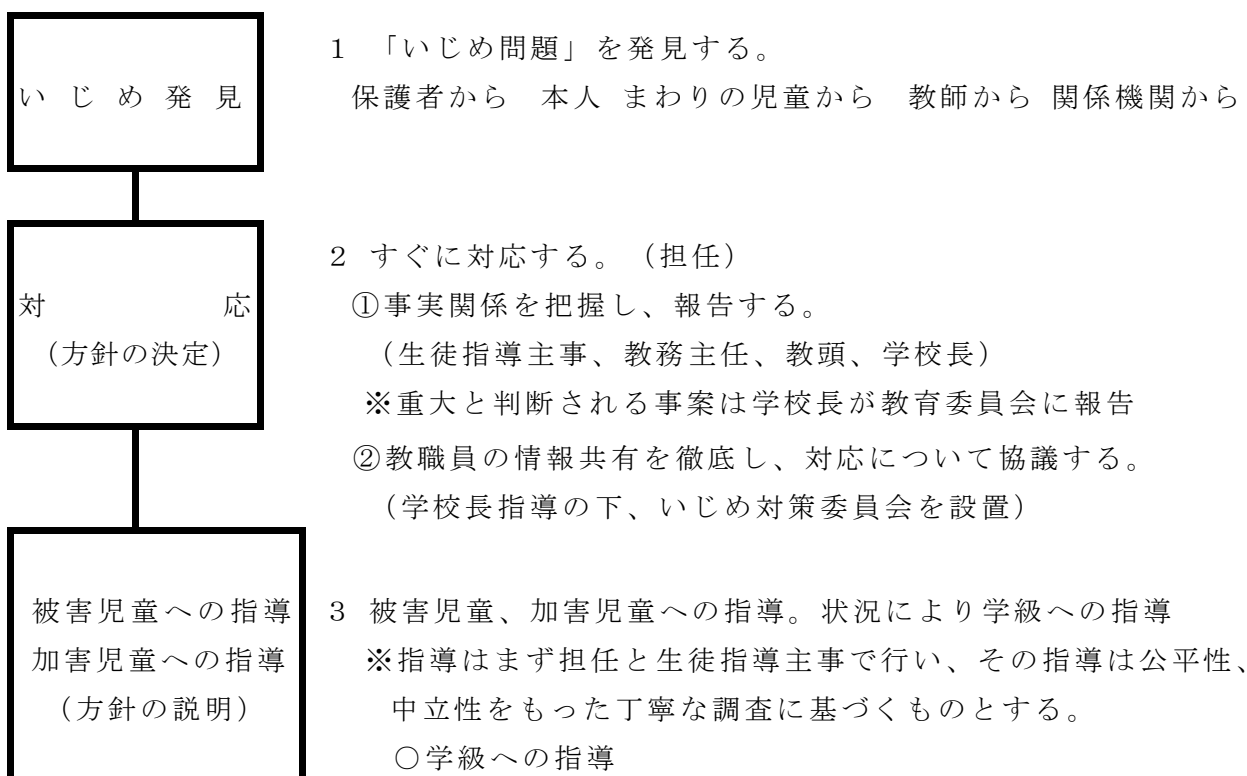 いじめ発見
1 「いじめ問題」を発見する。
保護者から 本人 まわりの児童から 教師から 関係機関から
対応
(方針の決定)
2 すぐに対応する。(担任)
①事実関係を把握し、報告する。
(生徒指導主事、教務主任、教頭、学校長)
※重大と判断される事案は学校長が教育委員会に報告
②教職員の情報共有を徹底し、対応について協議する。
(学校長指導の下、いじめ対策委員会を設置)
被害児童への指導
加害児童への指導
(方針の説明)
3 被害児童、加害児童への指導。状況により学級への指導
※指導はまず担任と生徒指導主事で行い、その指導は公平性、
中立性をもった丁寧な調査に基づくものとする。
○学級への指導